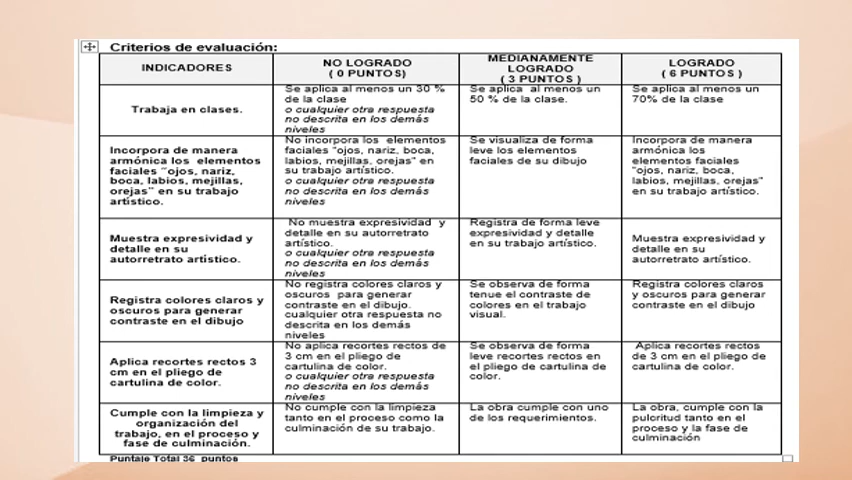 Criterios de evaluación:
INDICADORES
NO LOGRADO
( 0 PUNTOS)
MEDIANAMENTE
LOGRADO
( 3 PUNTOS )
LOGRADO
( 6 PUNTOS )
Trabaja en clases.
Se aplica al menos un 30 %
de la clase
o cualquier otra respuesta
no descrita en los demás
niveles
Se aplica al menos un
50 % de la clase.
Se aplica al menos un
70% de la clase
Incorpora de manera
armónica los elementos
faciales "ojos, nariz,
boca, labios, mejillas,
orejas" en su trabajo
artístico.
No incorpora los elementos
faciales "ojos, nariz, boca,
labios, mejillas, orejas" en
su trabajo artístico.
o cualquier otra respuesta
no descrita en los demás
niveles
Se visualiza de forma
leve los elementos
faciales de su dibujo
Incorpora de manera
armónica los
elementos faciales
"ojos, nariz, boca,
labios, mejillas, orejas"
en su trabajo artístico.
Muestra expresividad y
detalle en su
autorretrato artístico.
No muestra expresividad y
detalle en su autorretrato
artístico.
o cualquier otra respuesta
no descrita en los demás
niveles
Registra de forma leve
expresividad y detalle
en su trabajo artístico.
Muestra expresividad y
detalle en su
autorretrato artístico.
Registra colores claros y
oscuros para generar
contraste en el dibujo
No registra colores claros y
oscuros para generar
contraste en el dibujo.
cualquier otra respuesta no
descrita en los demás
niveles
Se observa de forma
tenue el contraste de
colores en el trabajo
visual.
Registra colores claros
y oscuros para generar
contraste en el dibujo
Aplica recortes rectos 3
cm en el pliego de
cartulina de color.
No aplica recortes rectos de
3 cm en el pliego de
cartulina de color.
o cualquier otra respuesta
no descrita en los demás
niveles
Se observa de forma
leve recortes rectos en
el pliego de cartulina de
color.
Aplica recortes rectos
de 3 cm en el pliego de
cartulina de color.
Cumple con la limpieza y
organización del
trabajo, en el proceso y
fase de culminación.
No cumple con la limpieza
tanto en el proceso como la
culminación de su trabajo.
La obra cumple con uno
de los requerimientos.
La obra, cumple con la
pulcritud tanto en el
proceso y la fase de
culminación
Puntaje Total 36 puntos